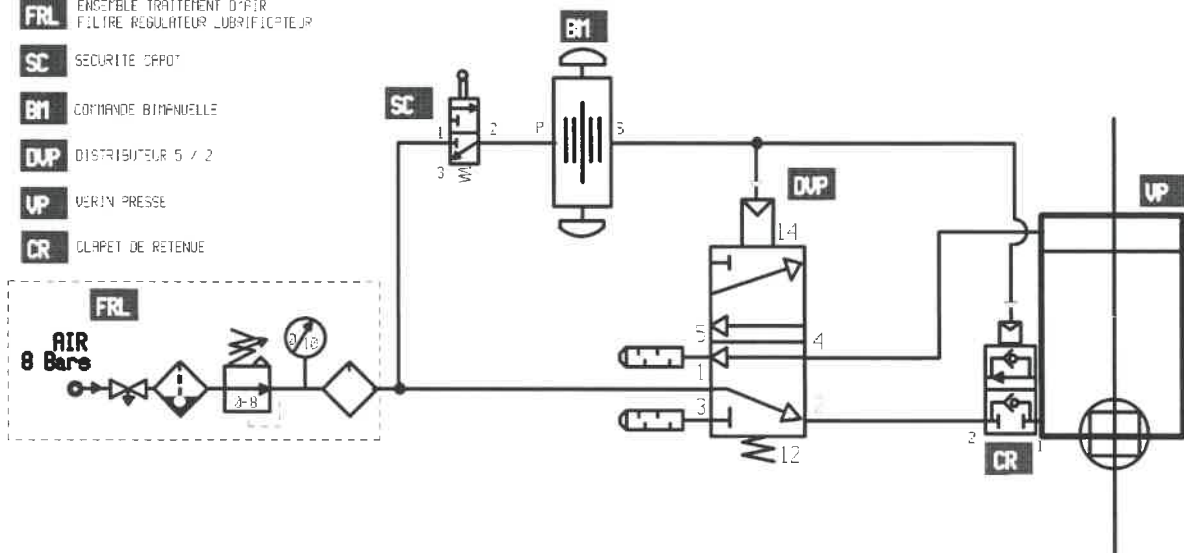 FRL ENSEMBLE TRAITEMENT D'AIR
FILTRE REGULATEUR LUBRIFICATEUR
SC SECURITE CAPOT
BM COMMANDE BIMANUELLE
DVP DISTRIBUTEUR 5 / 2
VP VERIN PRESSE
CR CLAPET DE RETENUE
BM
SC
1
2
3
P
S
DVP
14
VP
FRL
AIR
8 Bars
0-8
0
10
5
4
1
3
2
12
2
1
CR